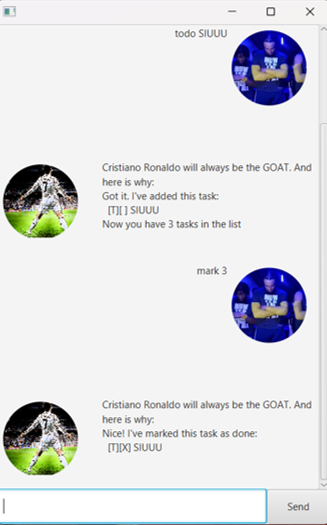 todo SIUUU
Cristiano Ronaldo will always be the GOAT. And
here is why:
Got it. I've added this task:
[T][ ] SIUUU
Now you have 3 tasks in the list
mark 3
Cristiano Ronaldo will always be the GOAT. And
here is why:
Nice! I've marked this task as done:
[T][X] SIUUU
Send